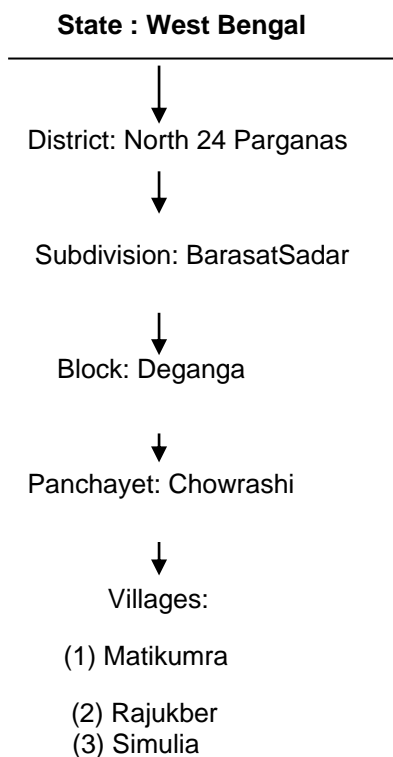 State : West Bengal
District: North 24 Parganas
Subdivision: BarasatSadar
Block: Deganga
Panchayet: Chowrashi
Villages:
(1) Matikumra
(2) Rajukber
(3) Simulia